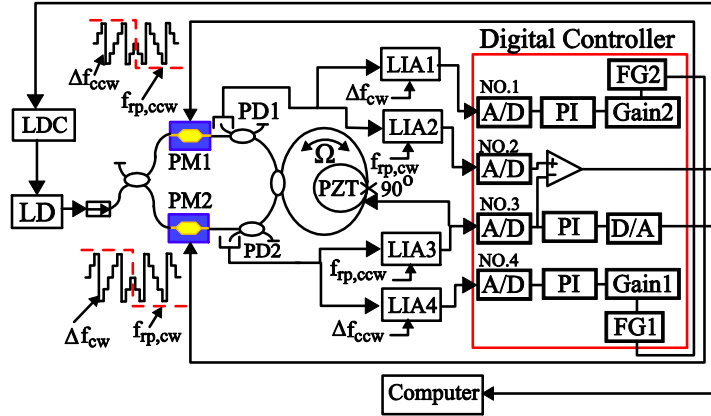 Digital Controller
Δf_ccw
f_rp,ccw
LIA1
Δf_cw
NO.1
A/D
PI
Gain2
FG2
LDC
PD1
PM1
LIA2
f_rp,cw
NO.2
A/D
+
−
Ω
PZT
90°
LD
PM2
PD2
NO.3
A/D
PI
D/A
LIA3
f_rp,ccw
NO.4
A/D
PI
Gain1
LIA4
Δf_ccw
FG1
Δf_cw
f_rp,cw
Computer